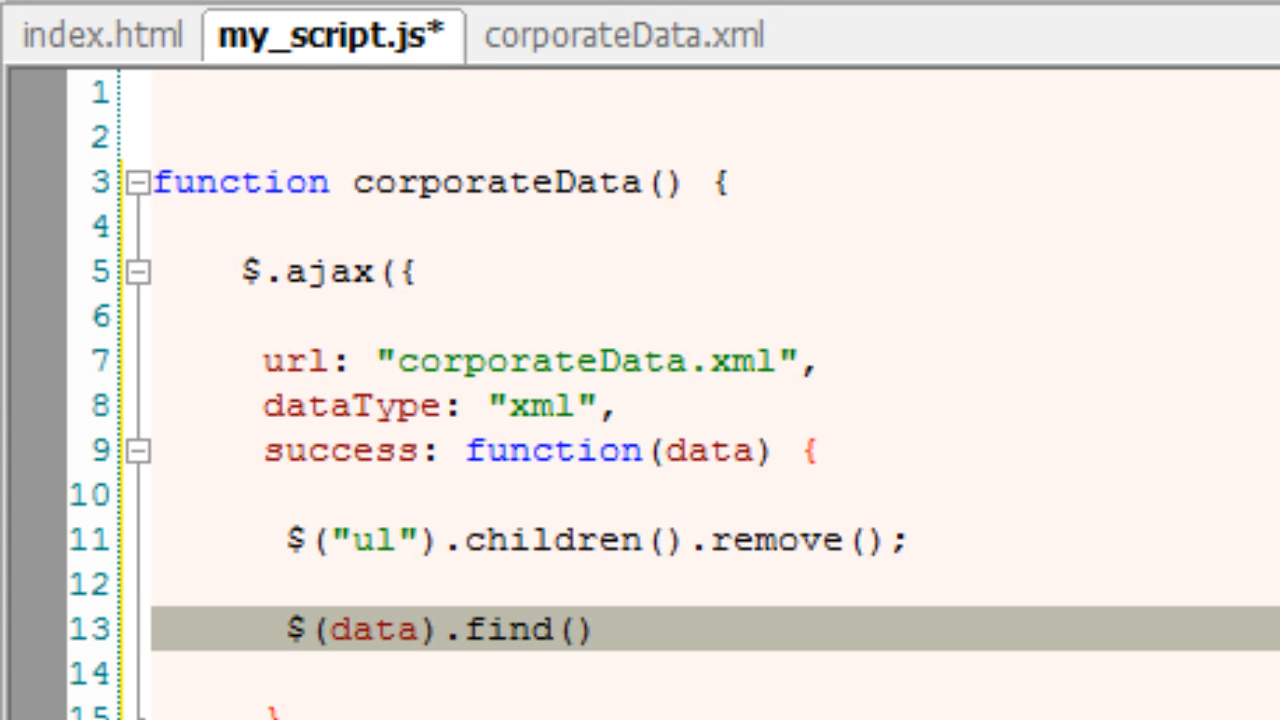 index.html my_script.js* corporateData.xml
1
2
3 function corporateData() {
4
5 $.ajax({
6
7 url: "corporateData.xml",
8 dataType: "xml",
9 success: function(data) {
10
11 $("ul").children().remove();
12
13 $(data).find()
14
15 }